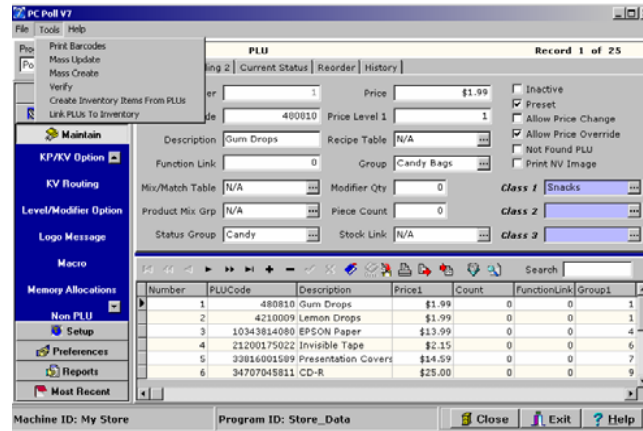 PC Poll V7
File Tools Help
Print Barcodes
Mass Update
Mass Create
Verify
Create Inventory Items From PLUs
Link PLUs To Inventory
PLU
Record 1 of 25
2 Current Status Reorder History
1 Price $1.99 Inactive
Preset
480810 Price Level 1 1 Allow Price Change
Maintain Description Gum Drops Recipe Table N/A Allow Price Override
Not Found PLU
KP/KV Option Function Link 0 Group Candy Bags Print NV Image
KV Routing Mix/Match Table N/A Modifier Qty 0 Class 1 Snacks
Level/Modifier Option Product Mix Grp N/A Piece Count 0 Class 2
Logo Message Status Group Candy Stock Link N/A Class 3
Macro Search
Memory Allocations Number PLUCode Description Price1 Count FunctionLink Group1
1 480810 Gum Drops $1.99 0 0 1
Non PLU 2 4210009 Lemon Drops $1.99 0 0 1
Setup 3 10343814080 EPSON Paper $13.99 0 0 4
Preferences 4 21200175022 Invisible Tape $2.15 0 0 6
Reports 5 33816001589 Presentation Covers $14.59 0 0 7
6 34707045811 CD-R $25.00 0 0 9
Most Recent
Machine ID: My Store Program ID: Store_Data Close Exit Help